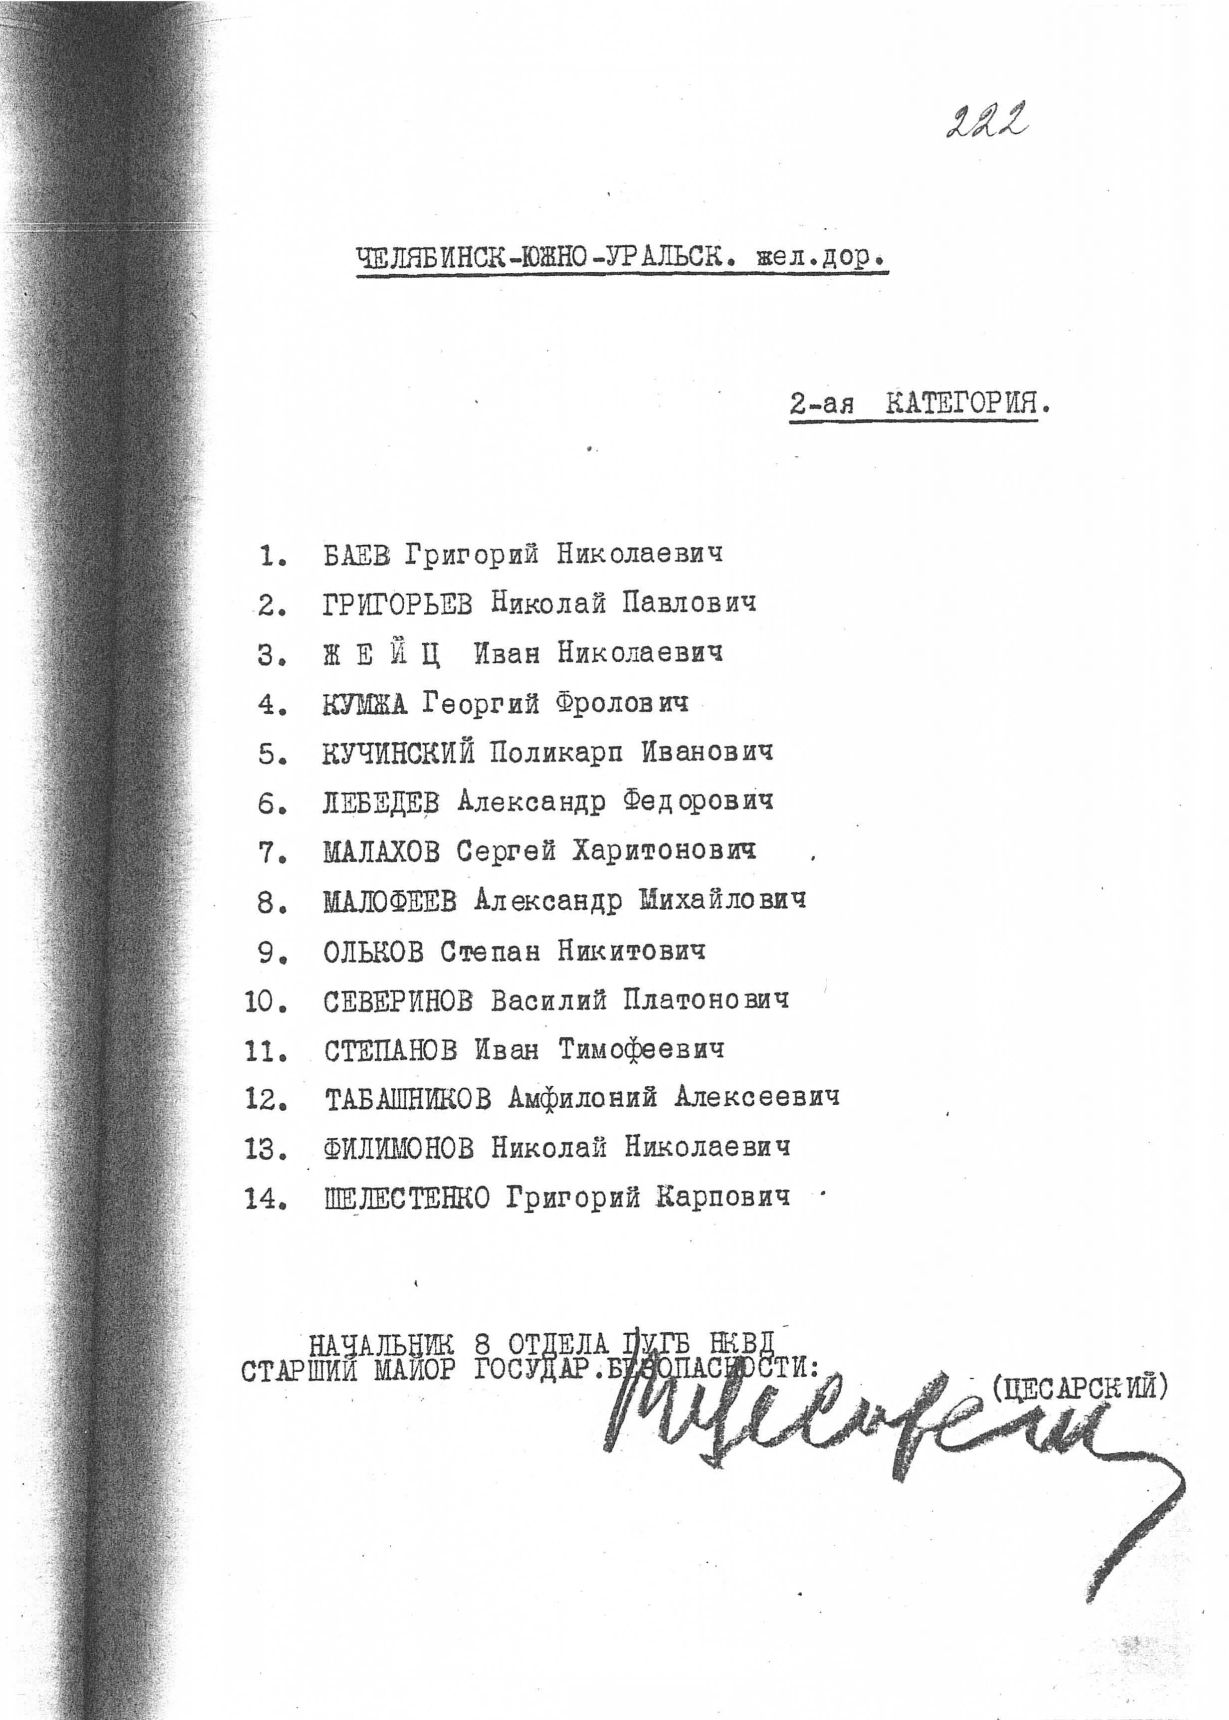 222
ЧЕЛЯБИНСК-ЮЖНО-УРАЛЬСК. жел.дор.
2-ая КАТЕГОРИЯ.
1. БАЕВ Григорий Николаевич
2. ГРИГОРЬЕВ Николай Павлович
3. Ж Е Й Ц Иван Николаевич
4. КУМЖА Георгий Фролович
5. КУЧИНСКИЙ Поликарп Иванович
6. ЛЕБЕДЕВ Александр Федорович
7. МАЛАХОВ Сергей Харитонович
8. МАЛОФЕЕВ Александр Михайлович
9. ОЛЬКОВ Степан Никитович
10. СЕВЕРИНОВ Василий Платонович
11. СТЕПАНОВ Иван Тимофеевич
12. ТАБАШНИКОВ Амфилоний Алексеевич
13. ФИЛИМОНОВ Николай Николаевич
14. ШЕЛЕСТЕНКО Григорий Карпович
НАЧАЛЬНИК 8 ОТДЕЛА ГУГБ НКВД
СТАРШИЙ МАЙОР ГОСУДАР.БЕЗОПАСНОСТИ:
(ЦЕСАРСКИЙ)